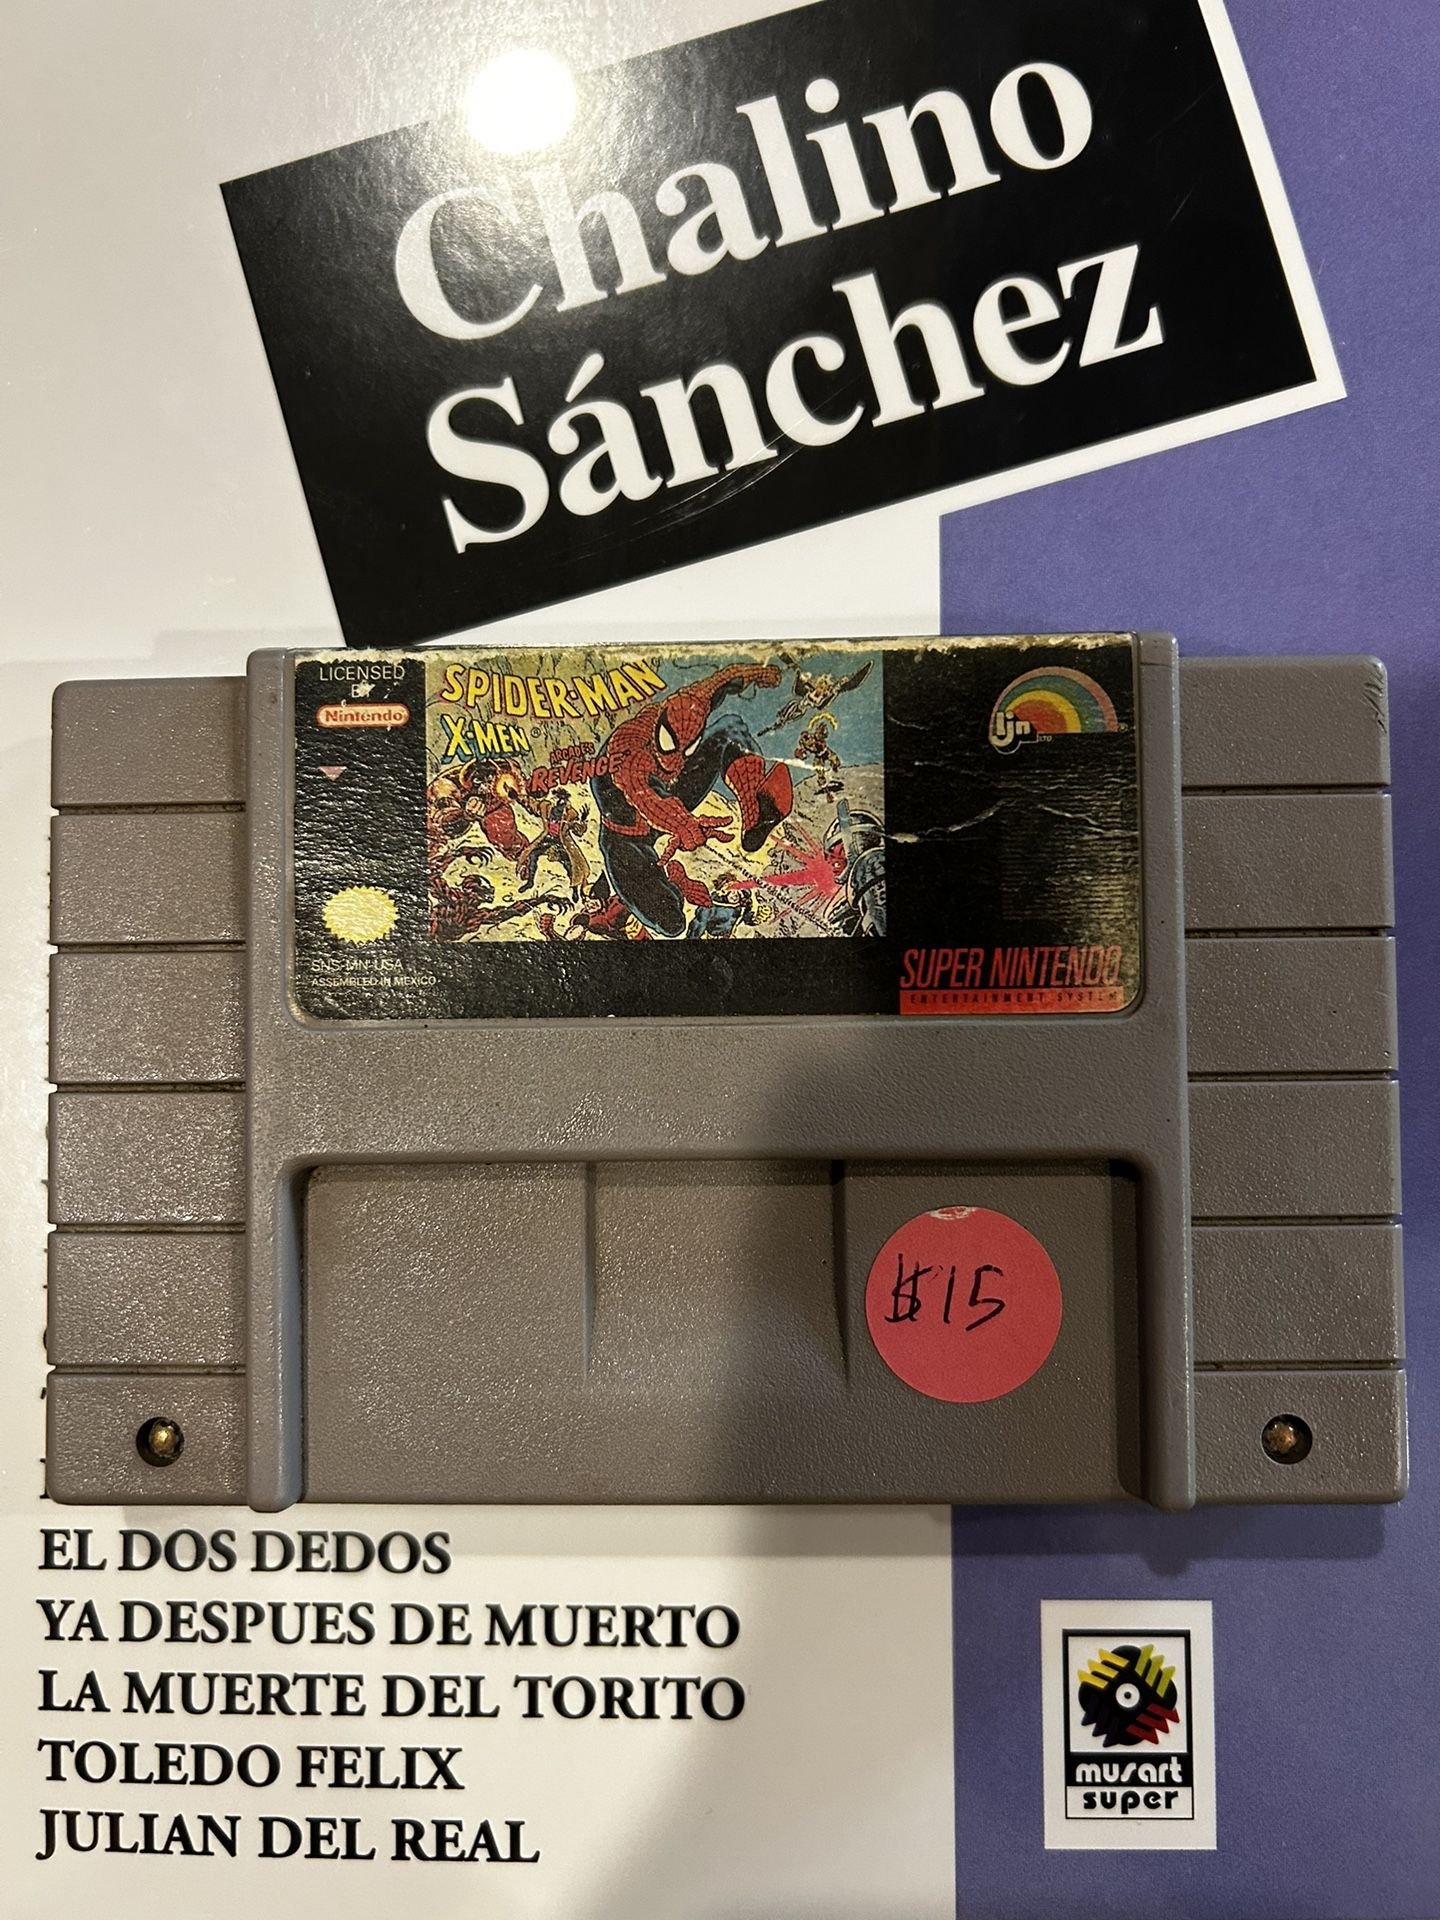 Chalino
Sánchez
LICENSED
BY
Nintendo
SPIDER-MAN
X-MEN
ARCADE'S
REVENGE
ljn
LTD
SNS-MN-USA
ASSEMBLED IN MEXICO
SUPER NINTENDO
ENTERTAINMENT SYSTEM
$15
EL DOS DEDOS
YA DESPUES DE MUERTO
LA MUERTE DEL TORITO
TOLEDO FELIX
JULIAN DEL REAL
musart
super